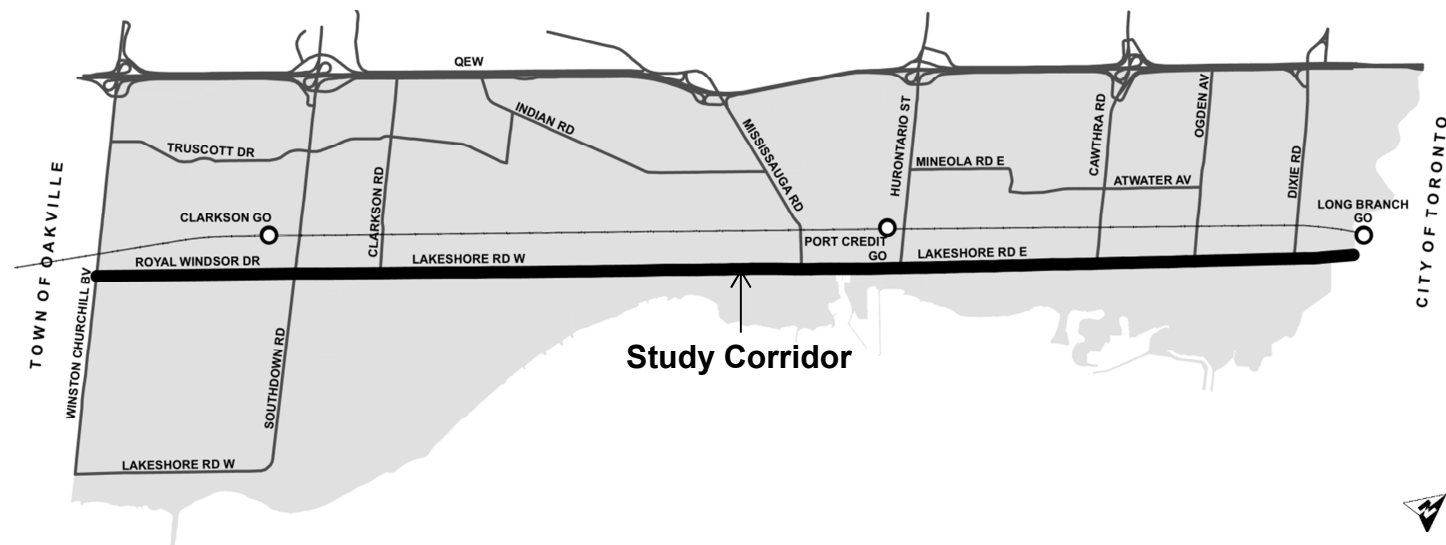 QEW
INDIAN RD
TRUSCOTT DR
MISSISSAUGA RD
HURONTARIO ST
CAWTHRA RD
OGDEN AV
MINEOLA RD E
ATWATER AV
DIXIE RD
TOWN OF OAKVILLE
CLARKSON GO
CLARKSON RD
LONG BRANCH
GO
CITY OF TORONTO
PORT CREDIT
GO
ROYAL WINDSOR DR
LAKESHORE RD W
LAKESHORE RD E
WINSTON CHURCHILL BV
SOUTHDOWN RD
Study Corridor
LAKESHORE RD W
N